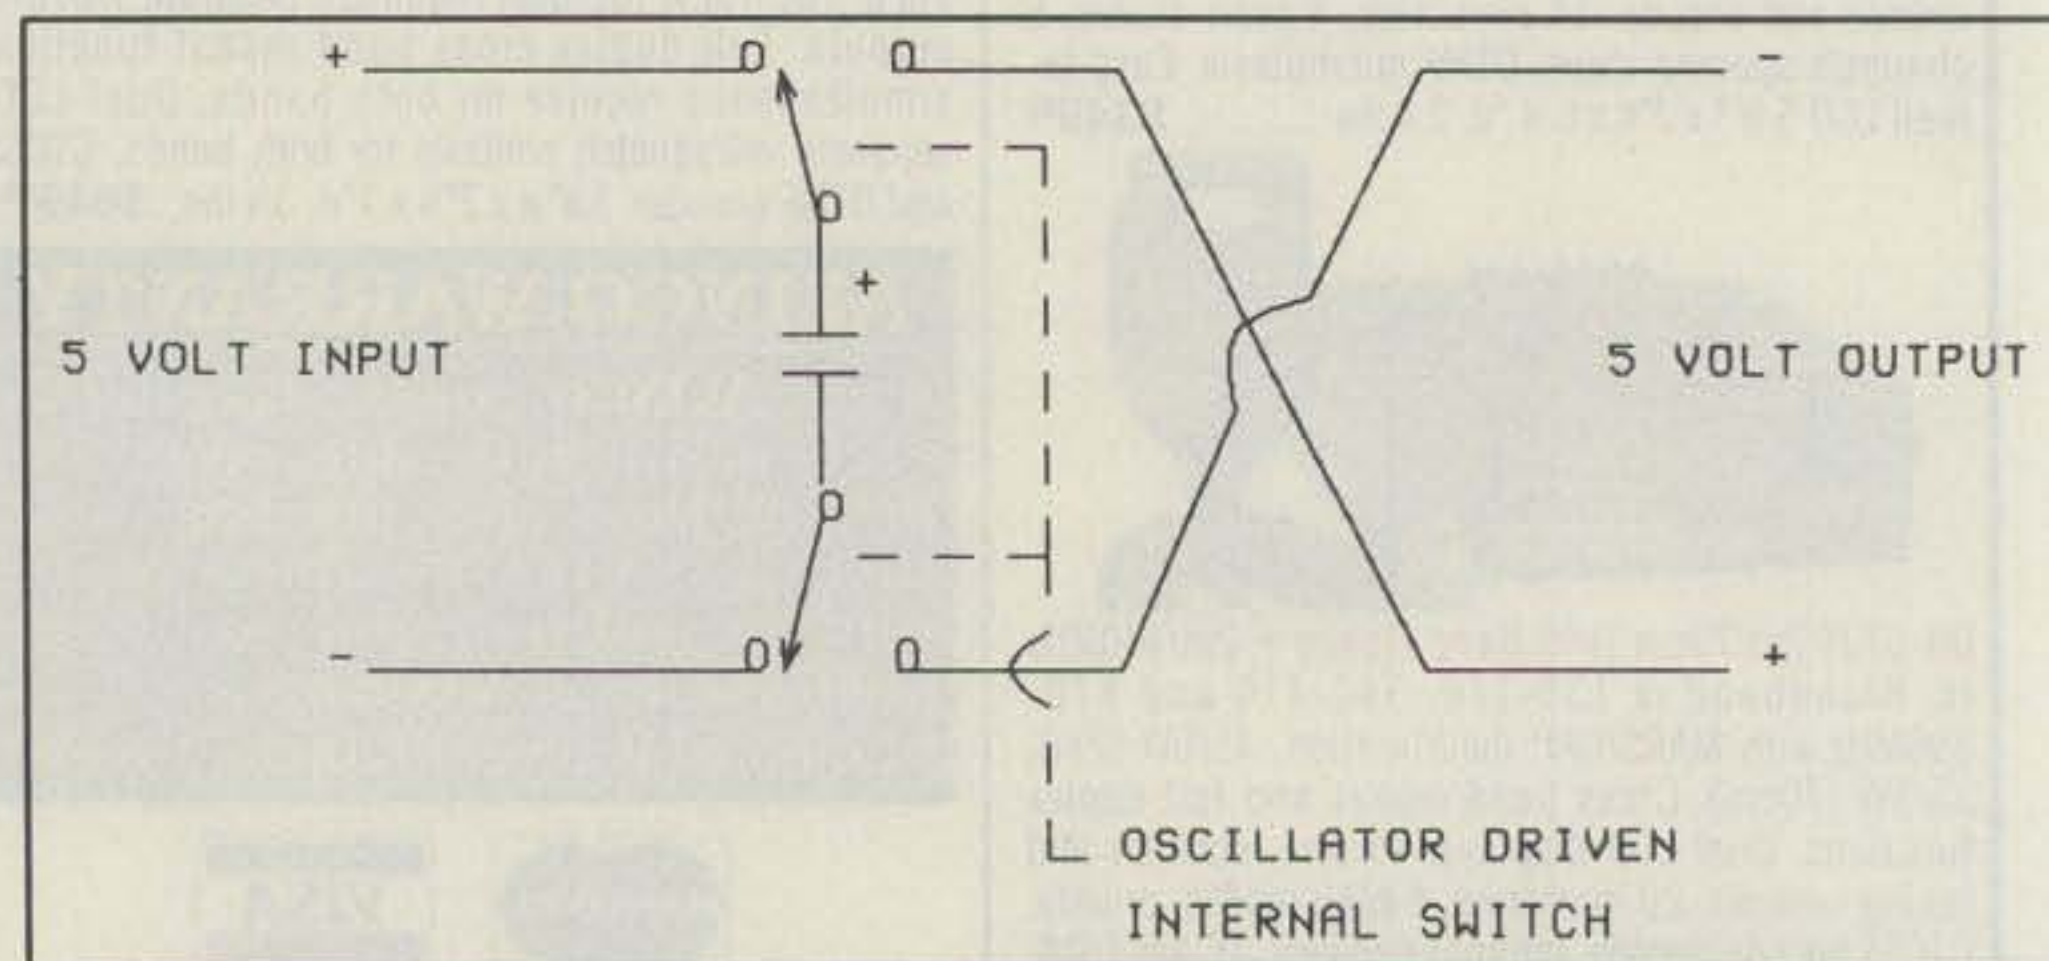 + -
5 VOLT INPUT
+
5 VOLT OUTPUT
- +
OSCILLATOR DRIVEN
INTERNAL SWITCH